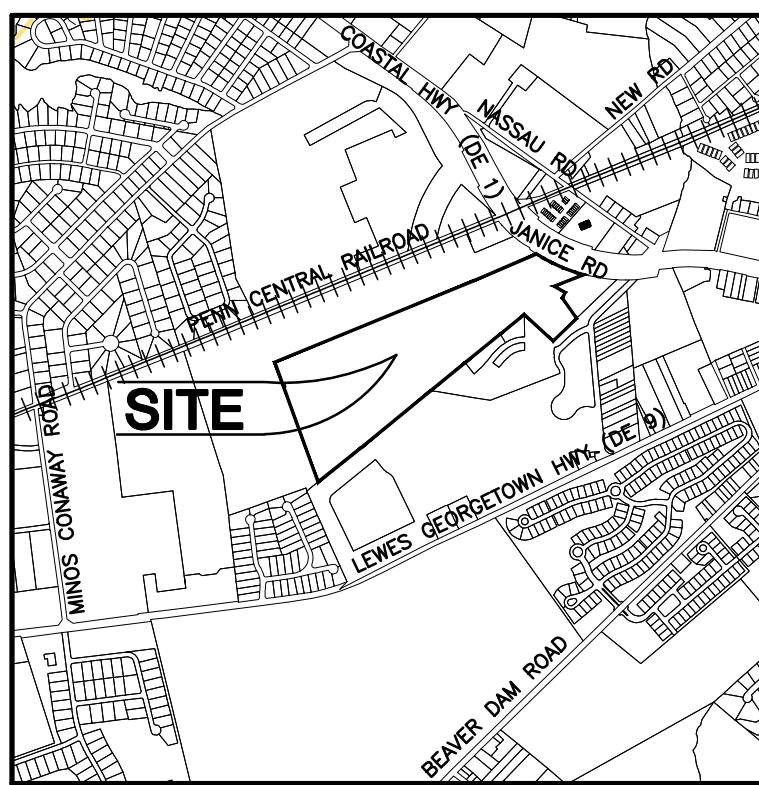 COASTAL HWY (DE 1)
NASSAU RD
NEW RD
JANICE RD
PENN CENTRAL RAILROAD
SITE
MINOS CONAWAY ROAD
LEWES GEORGETOWN HWY. (DE 9)
BEAVER DAM ROAD